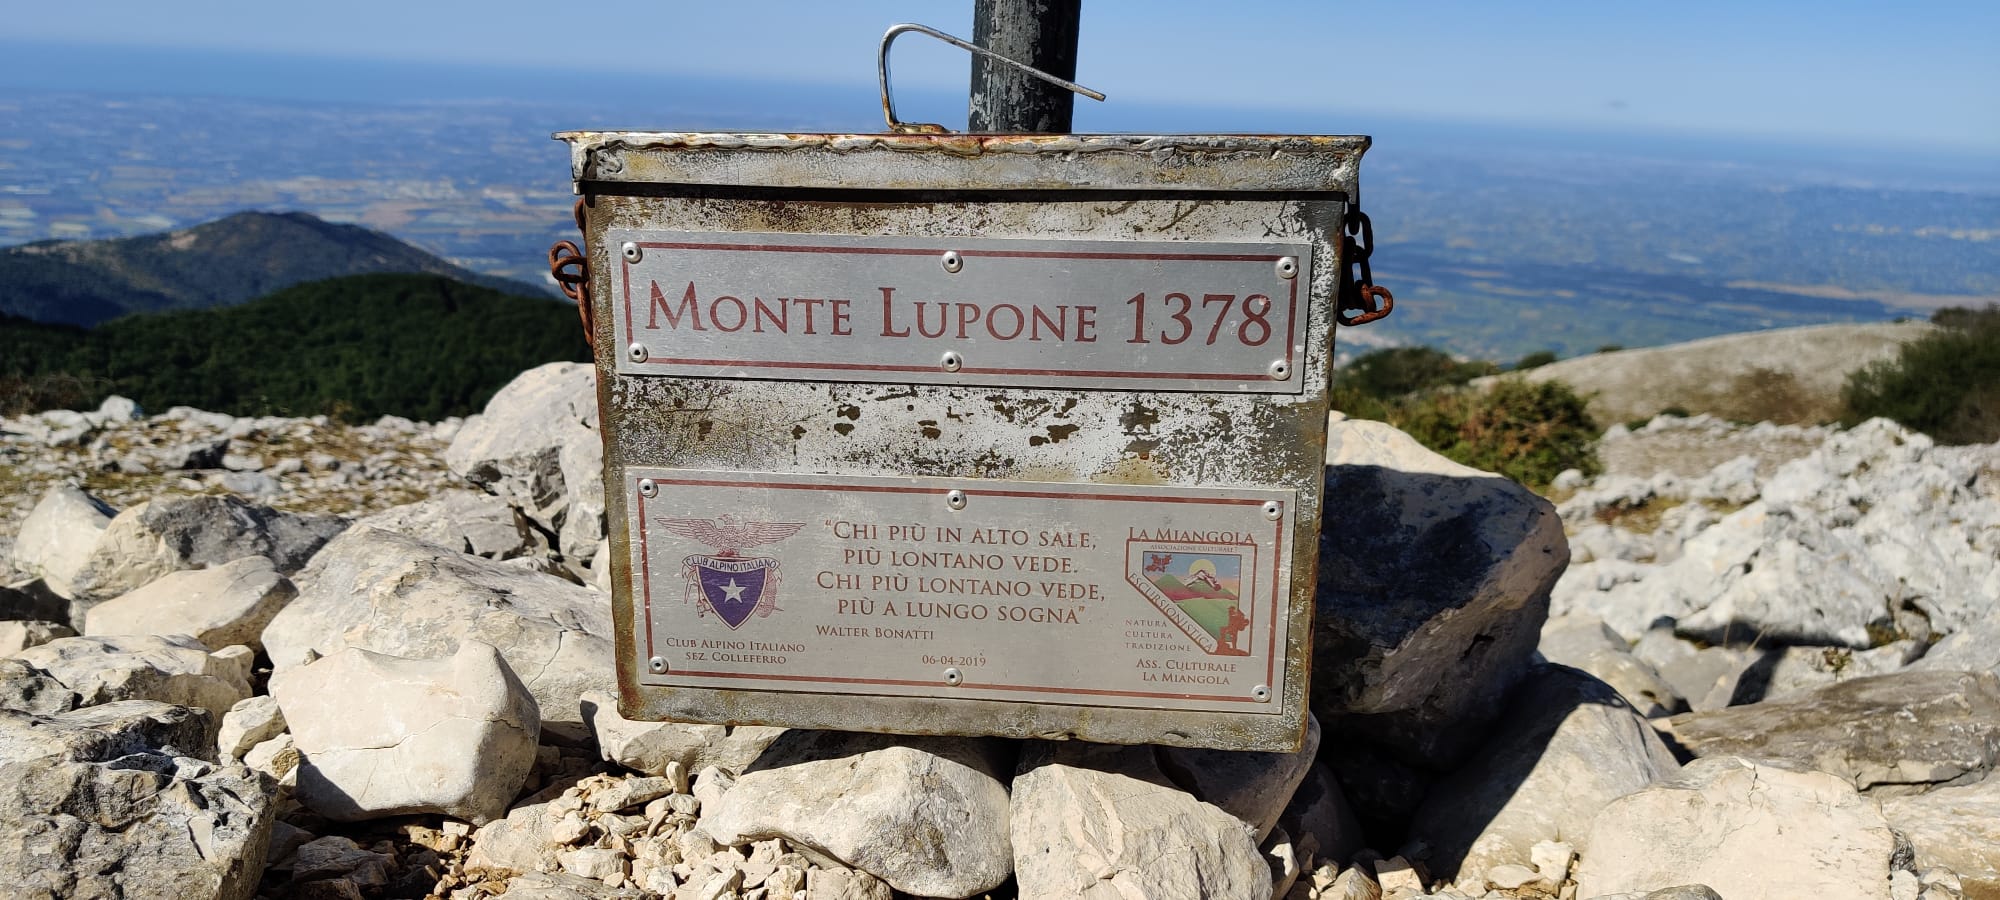 MONTE LUPONE 1378
CLUB ALPINO ITALIANO
CLUB ALPINO ITALIANO
SEZ. COLLEFERRO
“CHI PIÙ IN ALTO SALE,
PIÙ LONTANO VEDE.
CHI PIÙ LONTANO VEDE,
PIÙ A LUNGO SOGNA”
WALTER BONATTI
06-04-2019
LA MIANGOLA
ASSOCIAZIONE CULTURALE
ESCURSIONISTICA
NATURA
CULTURA
TRADIZIONE
ASS. CULTURALE
LA MIANGOLA